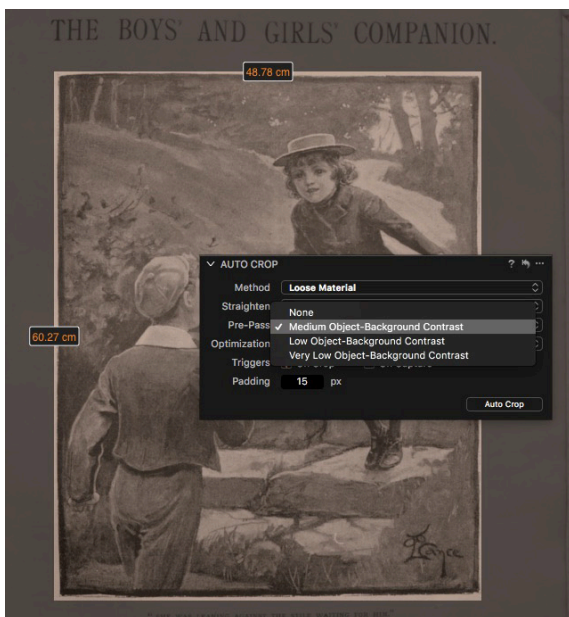 THE BOYS' AND GIRLS' COMPANION.
48.78 cm
AUTO CROP ?
Method Loose Material
Straighten
None
Pre-Pass ✓ Medium Object-Background Contrast
Low Object-Background Contrast
Optimization
Very Low Object-Background Contrast
Triggers
Padding 15 px
Auto Crop
60.27 cm